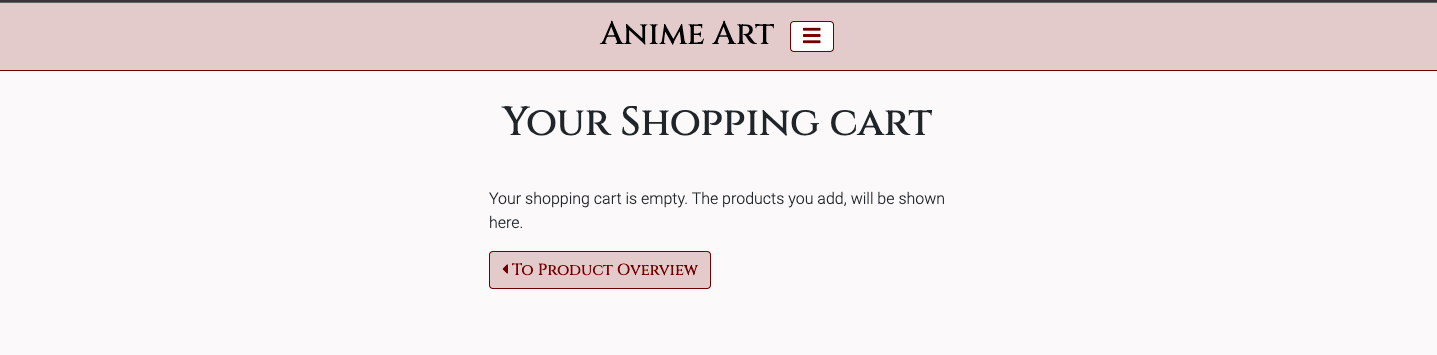 Anime Art
Your Shopping cart
Your shopping cart is empty. The products you add, will be shown
here.
To Product Overview